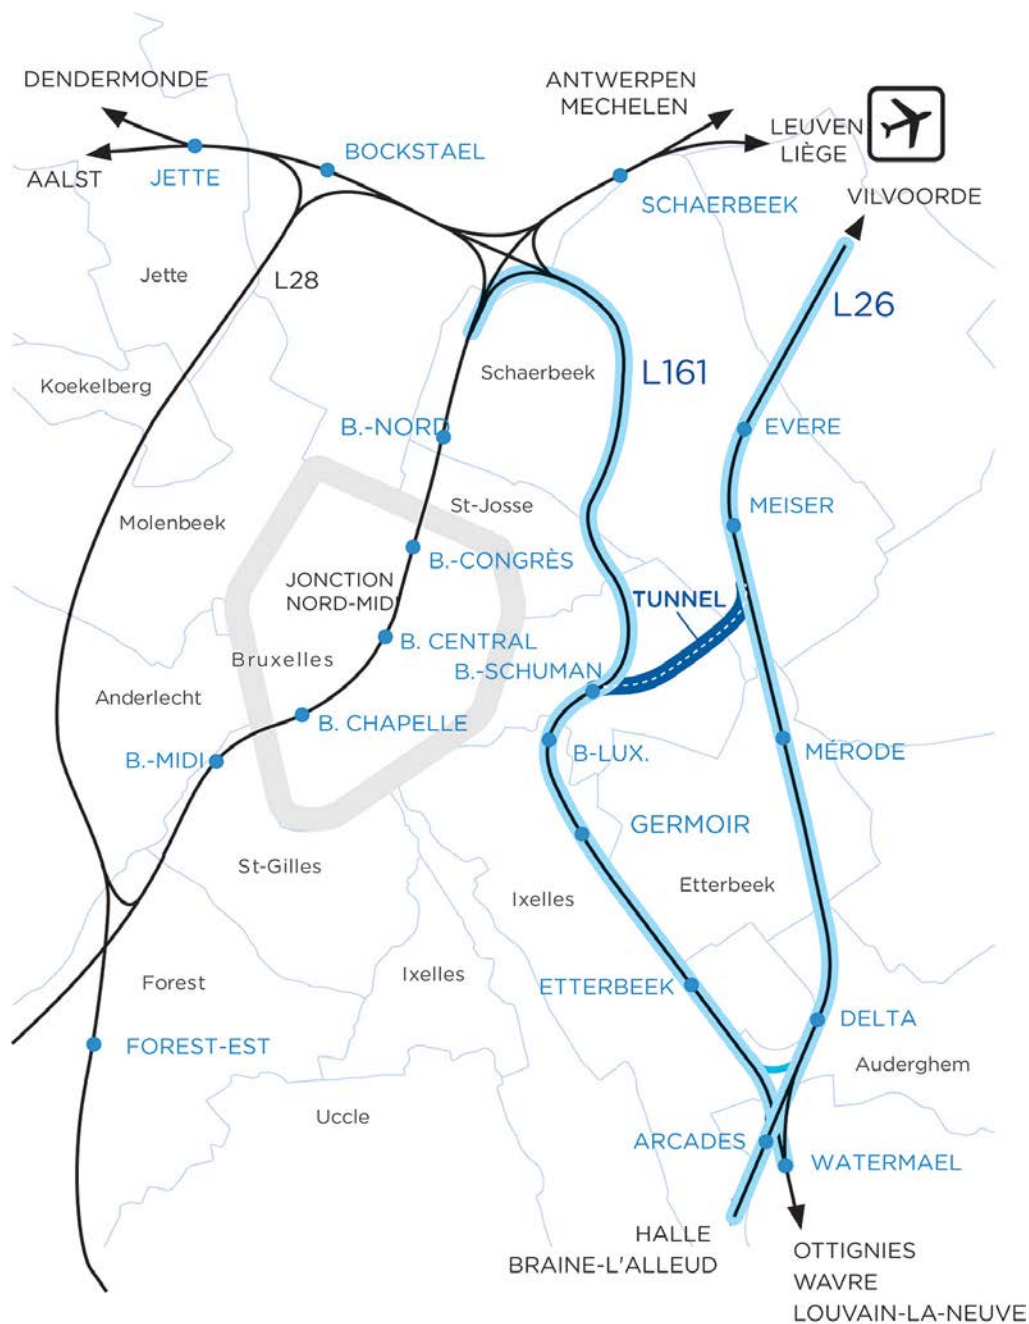 DENDERMONDE
ANTWERPEN
MECHELEN
LEUVEN
LIÈGE
BOCKSTAEL
AALST
JETTE
SCHAERBEEK
VILVOORDE
Jette
L28
L26
Schaerbeek
L161
Koekelberg
B.-NORD
EVERE
St-Josse
MEISER
Molenbeek
B.-CONGRÈS
JONCTION
NORD-MIDI
TUNNEL
B. CENTRAL
Bruxelles
B.-SCHUMAN
Anderlecht
B. CHAPELLE
B.-MIDI
B-LUX.
MÉRODE
GERMOIR
St-Gilles
Etterbeek
Ixelles
Ixelles
Forest
ETTERBEEK
DELTA
FOREST-EST
Auderghem
Uccle
ARCADES
WATERMAEL
HALLE
BRAINE-L'ALLEUD
OTTIGNIES
WAVRE
LOUVAIN-LA-NEUVE